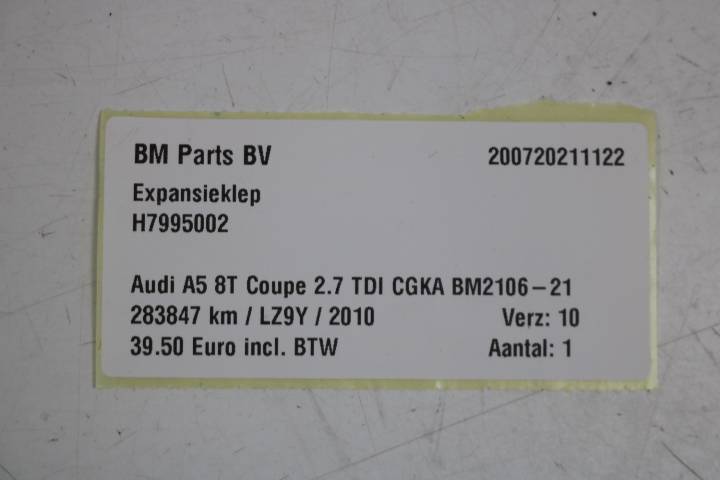 BM Parts BV 200720211122
Expansieklep
H7995002
Audi A5 8T Coupe 2.7 TDI CGKA BM2106-21
283847 km / LZ9Y / 2010 Verz: 10
39.50 Euro incl. BTW Aantal: 1